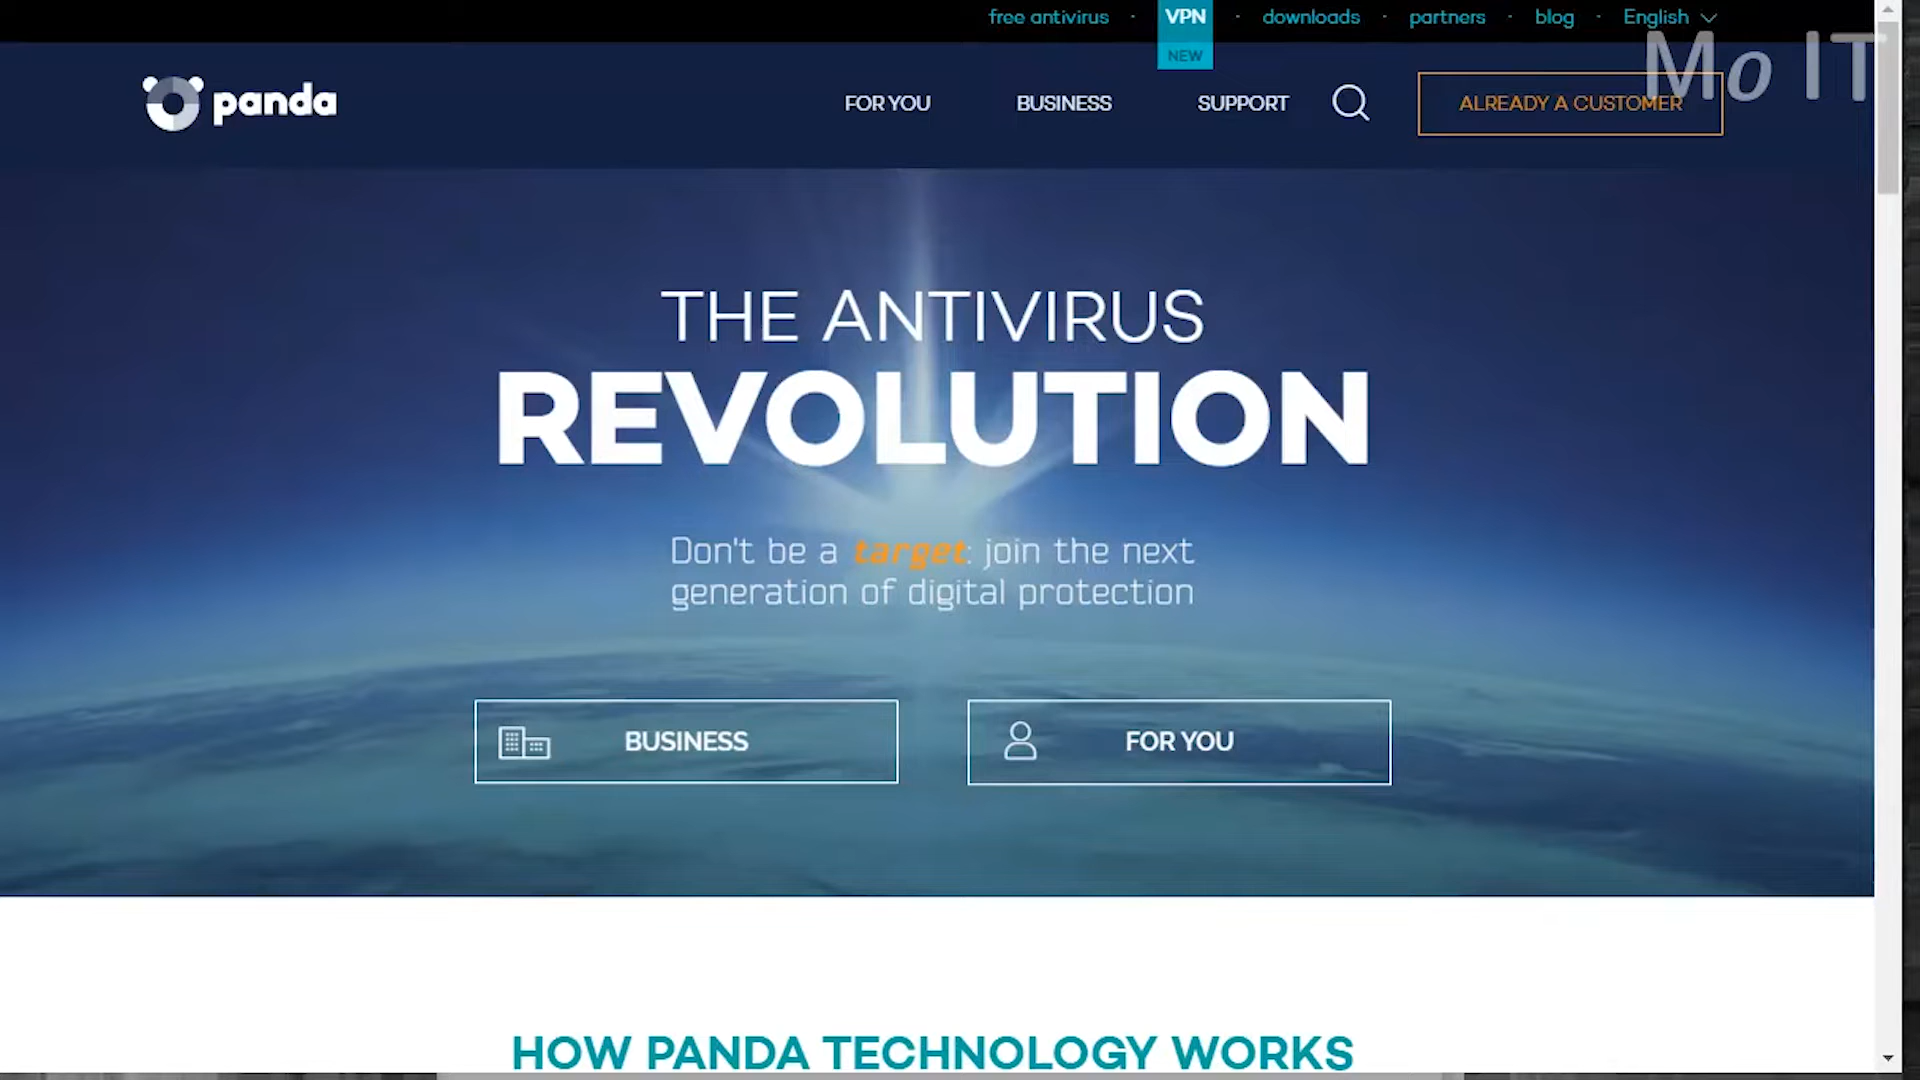 free antivirus · VPN · downloads · partners · blog · English
NEW
Mo IT
panda
FOR YOU
BUSINESS
SUPPORT
ALREADY A CUSTOMER
THE ANTIVIRUS
REVOLUTION
Don't be a target: join the next
generation of digital protection
BUSINESS
FOR YOU
HOW PANDA TECHNOLOGY WORKS